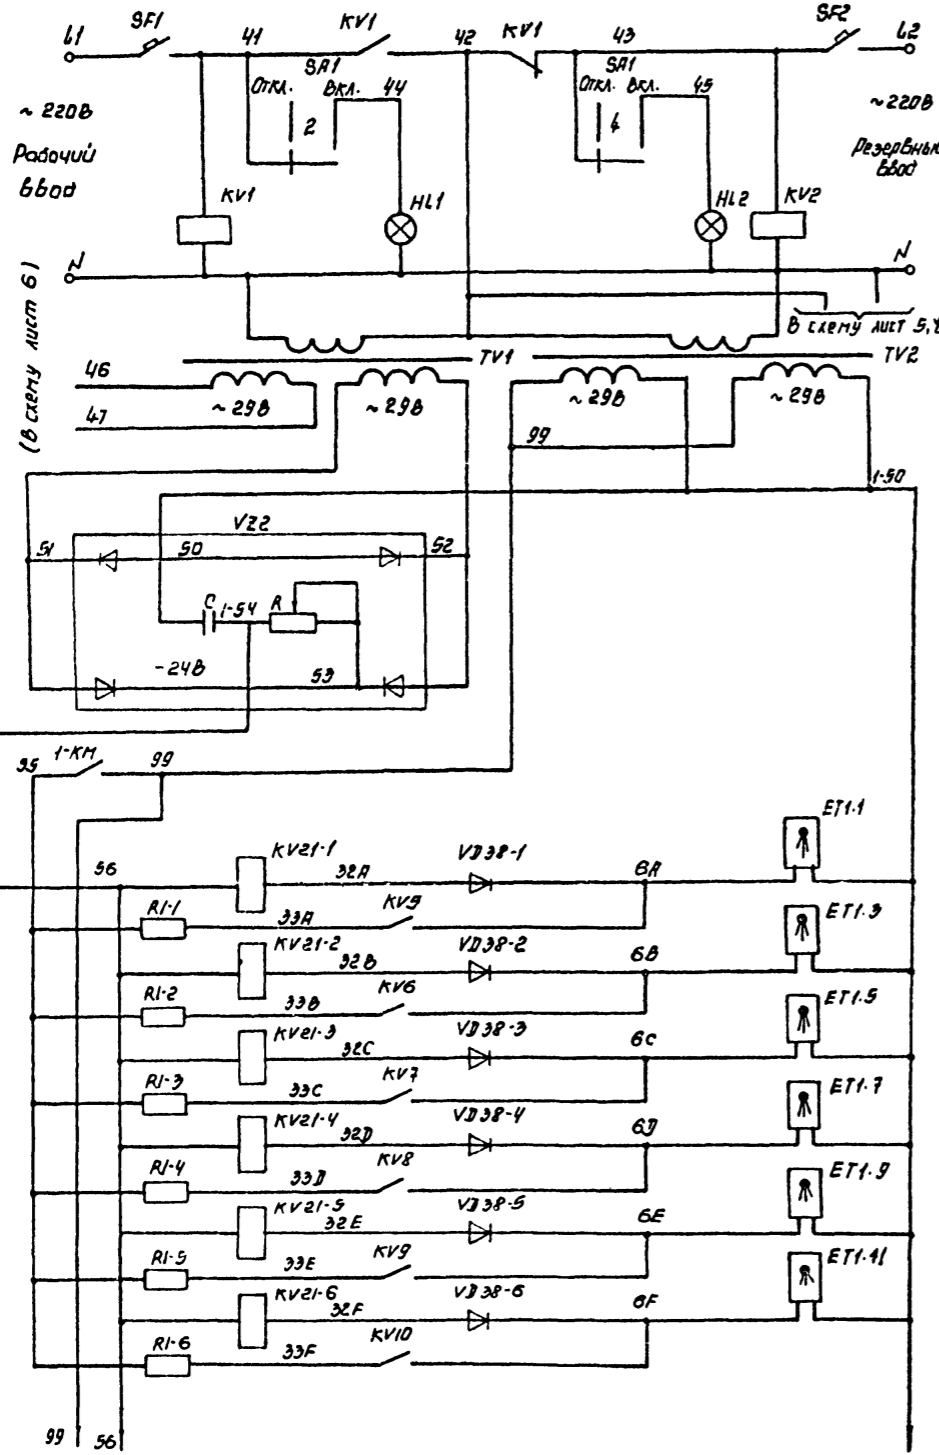 L1 SF1 41 KV1 42 KV1 43 SF2 L2
SA1 SA1
Откл. Вкл. 44 Откл. Вкл. 45
~220В 2 4 ~220В
Рабочий Резервный
ввод ввод
KV1 HL1 HL2 KV2
N N
(в схему лист 6)
В схему лист 5,
TV1 TV2
46 ~29В ~29В ~29В ~29В
47 99
1-50
VZ2
51 50 52
C 1-54 R
-24В 53
95 1-КМ 99
ET1.1
56 KV21-1 32A VD38-1 6A
R1-1 33A KV5
ET1.3
KV21-2 32B VD38-2 6B
R1-2 33B KV6
ET1.5
KV21-3 32C VD38-3 6C
R1-3 33C KV7
ET1.7
KV21-4 32D VD38-4 6D
R1-4 33D KV8
ET1.9
KV21-5 32E VD38-5 6E
R1-5 33E KV9
ET1.11
KV21-6 32F VD38-6 6F
R1-6 33F KV10
99 56